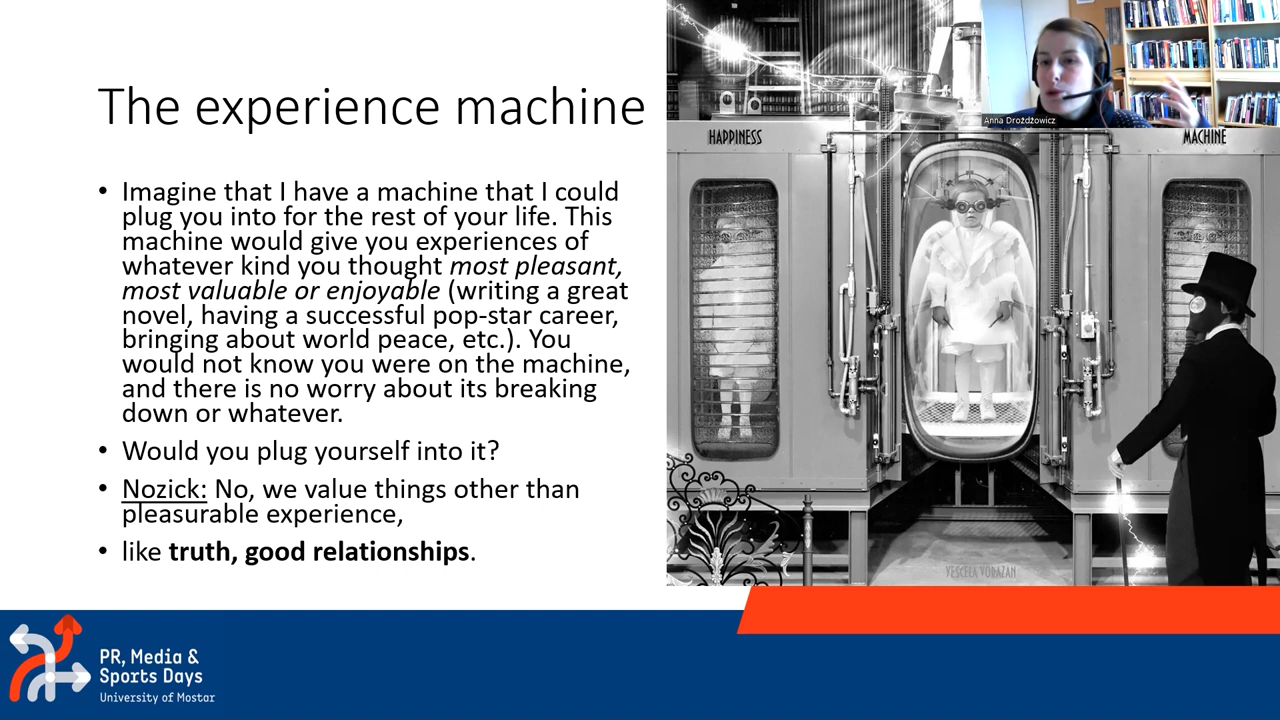 The experience machine
• Imagine that I have a machine that I could
plug you into for the rest of your life. This
machine would give you experiences of
whatever kind you thought most pleasant,
most valuable or enjoyable (writing a great
novel, having a successful pop-star career,
bringing about world peace, etc.). You
would not know you were on the machine,
and there is no worry about its breaking
down or whatever.
• Would you plug yourself into it?
• Nozick: No, we value things other than
pleasurable experience,
• like truth, good relationships.
Anna Drożdżowicz
HAPPINESS
MACHINE
VESCELA VORAZAN
PR, Media &
Sports Days
University of Mostar